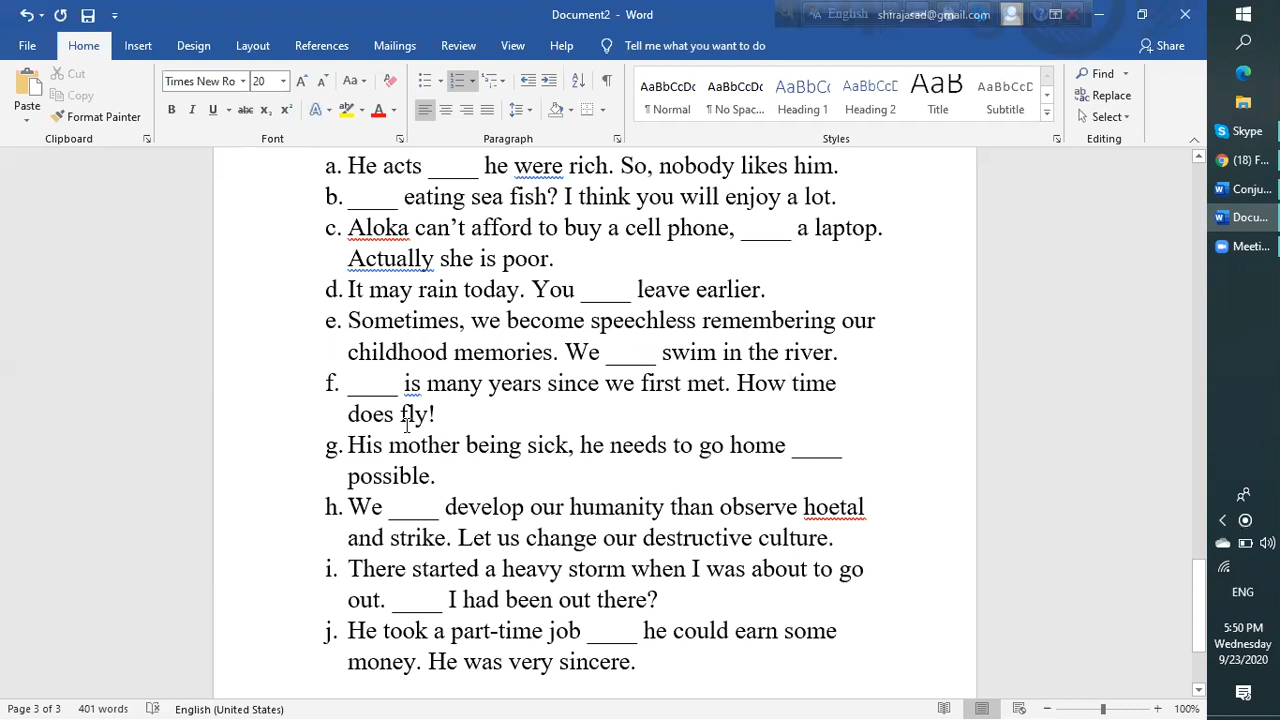 Document2 - Word
English
shirajasad@gmail.com
File Home Insert Design Layout References Mailings Review View Help Tell me what you want to do Share
Paste
Cut
Copy
Format Painter
Clipboard
Times New Ro 20
Font
Paragraph
AaBbCcDc AaBbCcDc AaBbC AaBbCcD AaB AaBbCcD
¶ Normal ¶ No Spac... Heading 1 Heading 2 Title Subtitle
Styles
Find
Replace
Select
Editing
a. He acts ____ he were rich. So, nobody likes him.
b. ____ eating sea fish? I think you will enjoy a lot.
c. Aloka can’t afford to buy a cell phone, ____ a laptop.
Actually she is poor.
d. It may rain today. You ____ leave earlier.
e. Sometimes, we become speechless remembering our
childhood memories. We ____ swim in the river.
f. ____ is many years since we first met. How time
does fly!
g. His mother being sick, he needs to go home ____
possible.
h. We ____ develop our humanity than observe hoetal
and strike. Let us change our destructive culture.
i. There started a heavy storm when I was about to go
out. ____ I had been out there?
j. He took a part-time job ____ he could earn some
money. He was very sincere.
Page 3 of 3 401 words English (United States) 100%
Skype
(18) F
Conju
Docu...
Meeti...
ENG
5:50 PM
Wednesday
9/23/2020